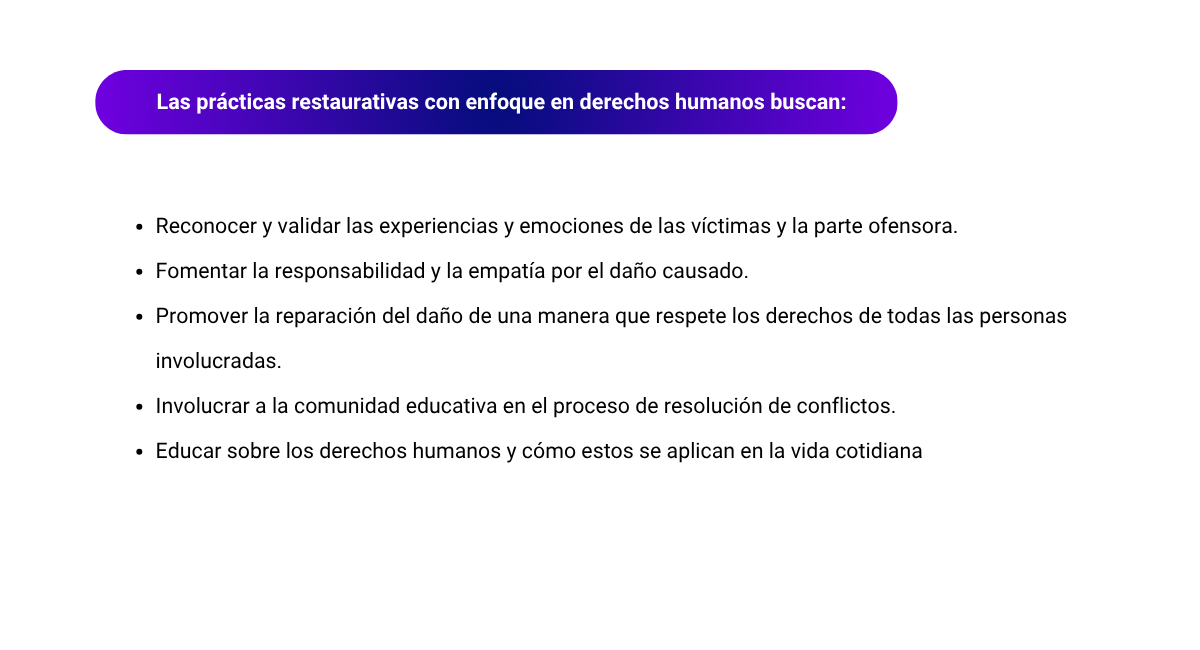 Las prácticas restaurativas con enfoque en derechos humanos buscan:
• Reconocer y validar las experiencias y emociones de las víctimas y la parte ofensora.
• Fomentar la responsabilidad y la empatía por el daño causado.
• Promover la reparación del daño de una manera que respete los derechos de todas las personas
involucradas.
• Involucrar a la comunidad educativa en el proceso de resolución de conflictos.
• Educar sobre los derechos humanos y cómo estos se aplican en la vida cotidiana